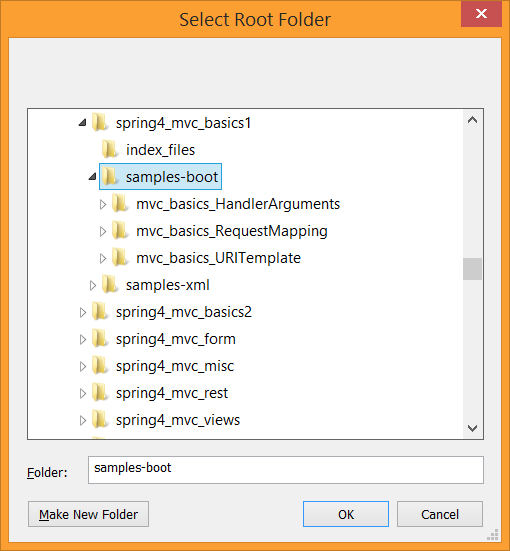 Select Root Folder
spring4_mvc_basics1
index_files
samples-boot
mvc_basics_HandlerArguments
mvc_basics_RequestMapping
mvc_basics_URITemplate
samples-xml
spring4_mvc_basics2
spring4_mvc_form
spring4_mvc_misc
spring4_mvc_rest
spring4_mvc_views
Folder: samples-boot
Make New Folder OK Cancel